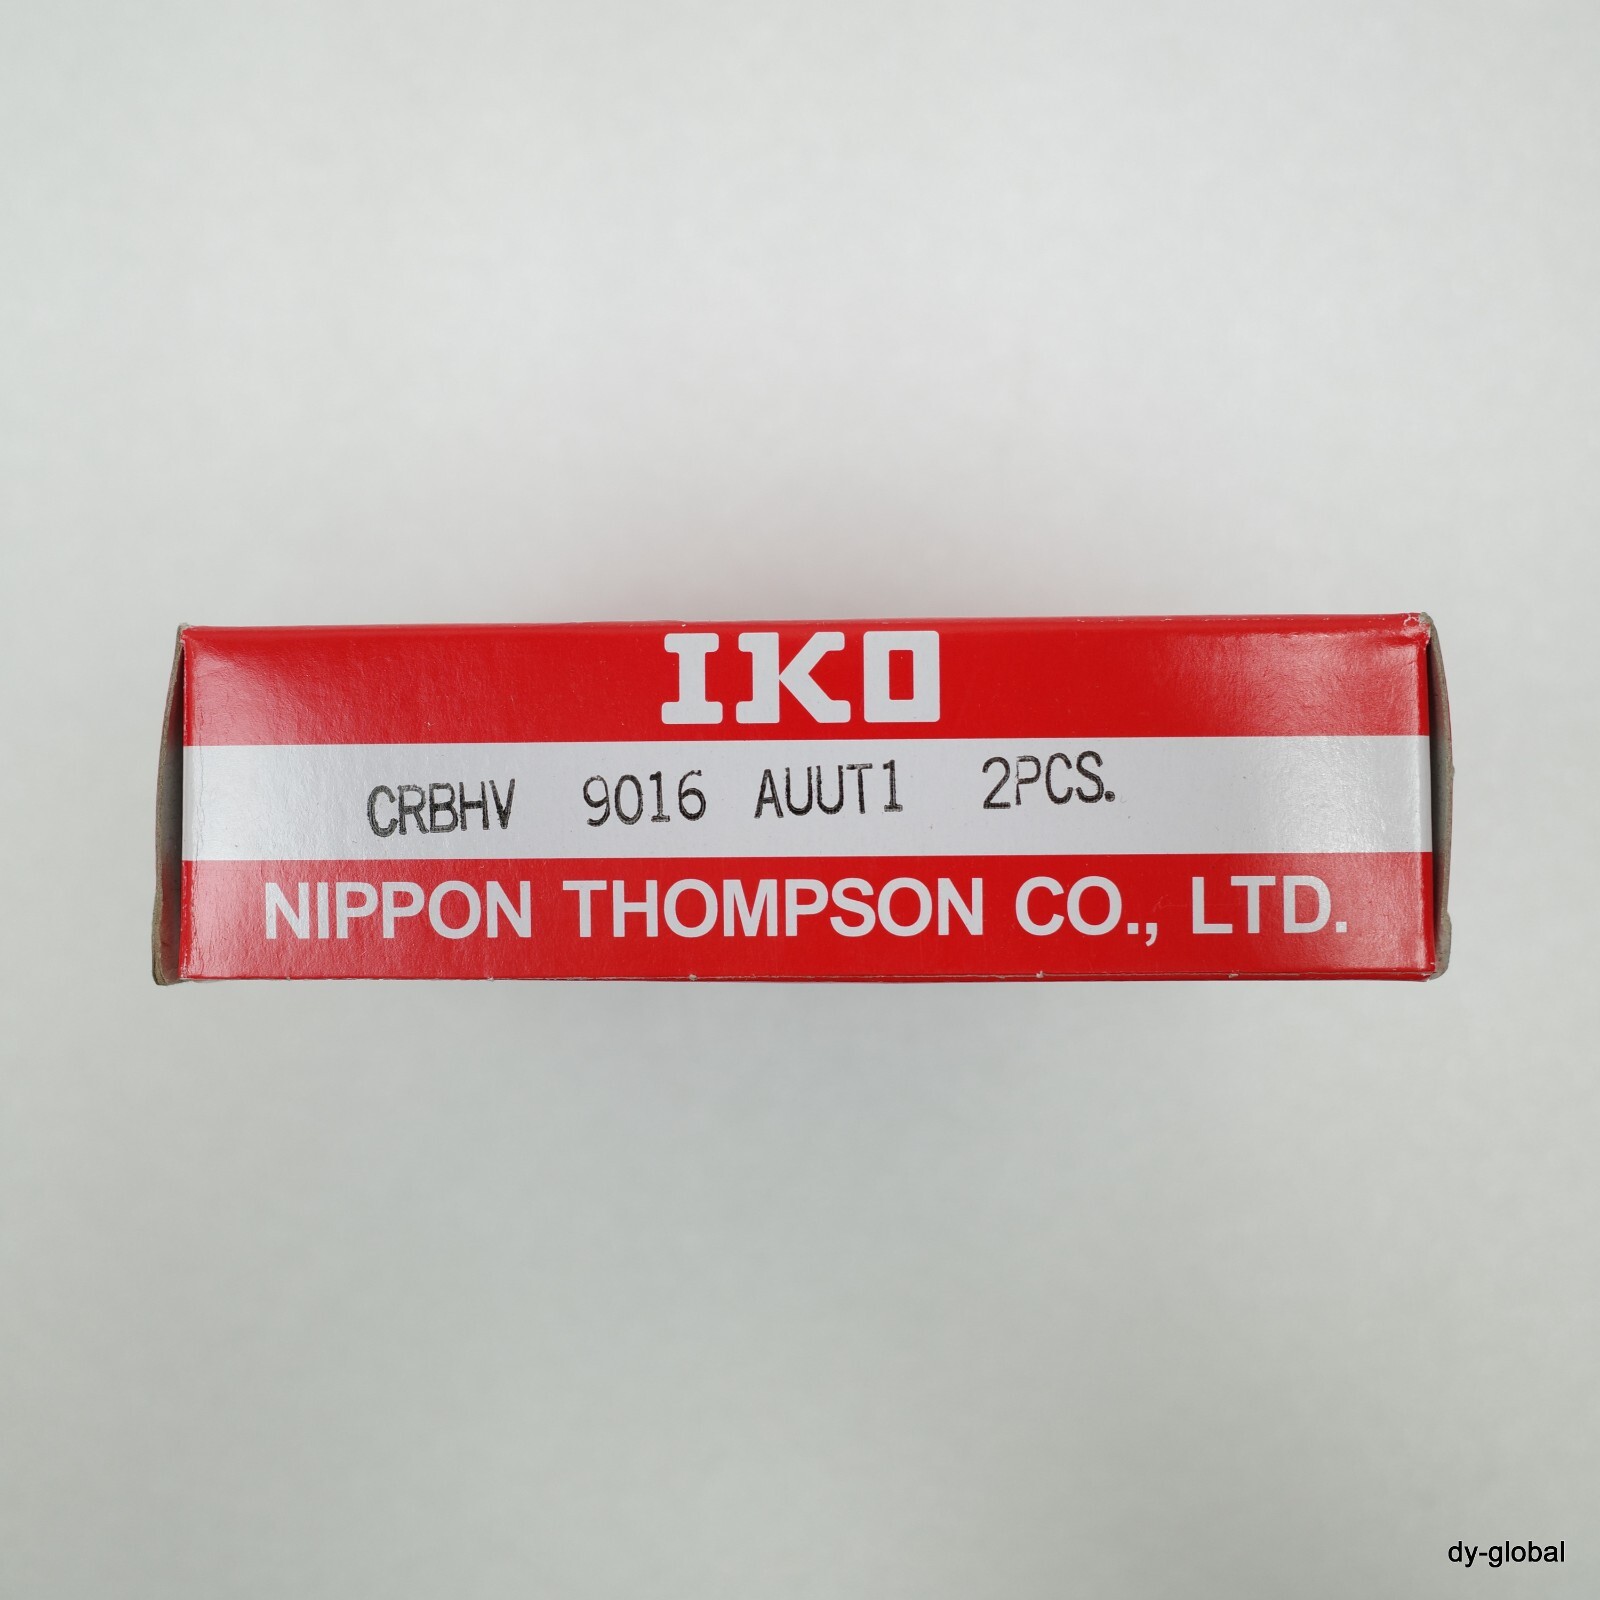 IKO
CRBHV 9016 AUUT1 2PCS.
NIPPON THOMPSON CO., LTD.
dy-global